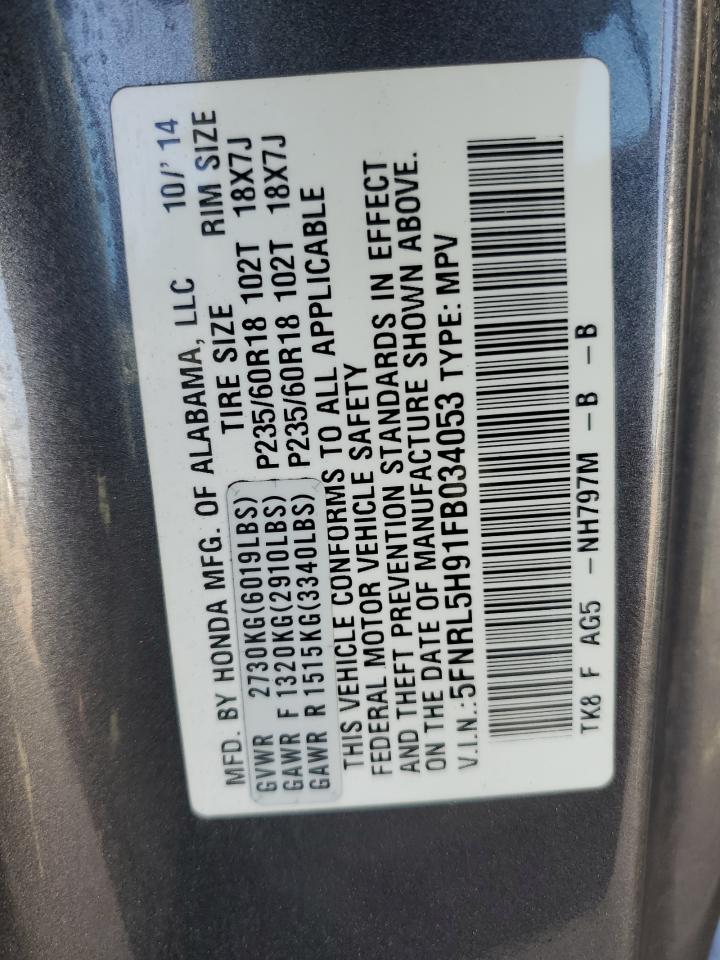 MFD. BY HONDA MFG. OF ALABAMA, LLC 10/'14
TIRE SIZE RIM SIZE
GVWR 2730KG(6019LBS)
GAWR F 1320KG(2910LBS) P235/60R18 102T 18X7J
GAWR R 1515KG(3340LBS) P235/60R18 102T 18X7J
THIS VEHICLE CONFORMS TO ALL APPLICABLE
FEDERAL MOTOR VEHICLE SAFETY
AND THEFT PREVENTION STANDARDS IN EFFECT
ON THE DATE OF MANUFACTURE SHOWN ABOVE.
V.I.N.:5FNRL5H91FB034053 TYPE: MPV
TK8 F AG5 -NH797M -B -B